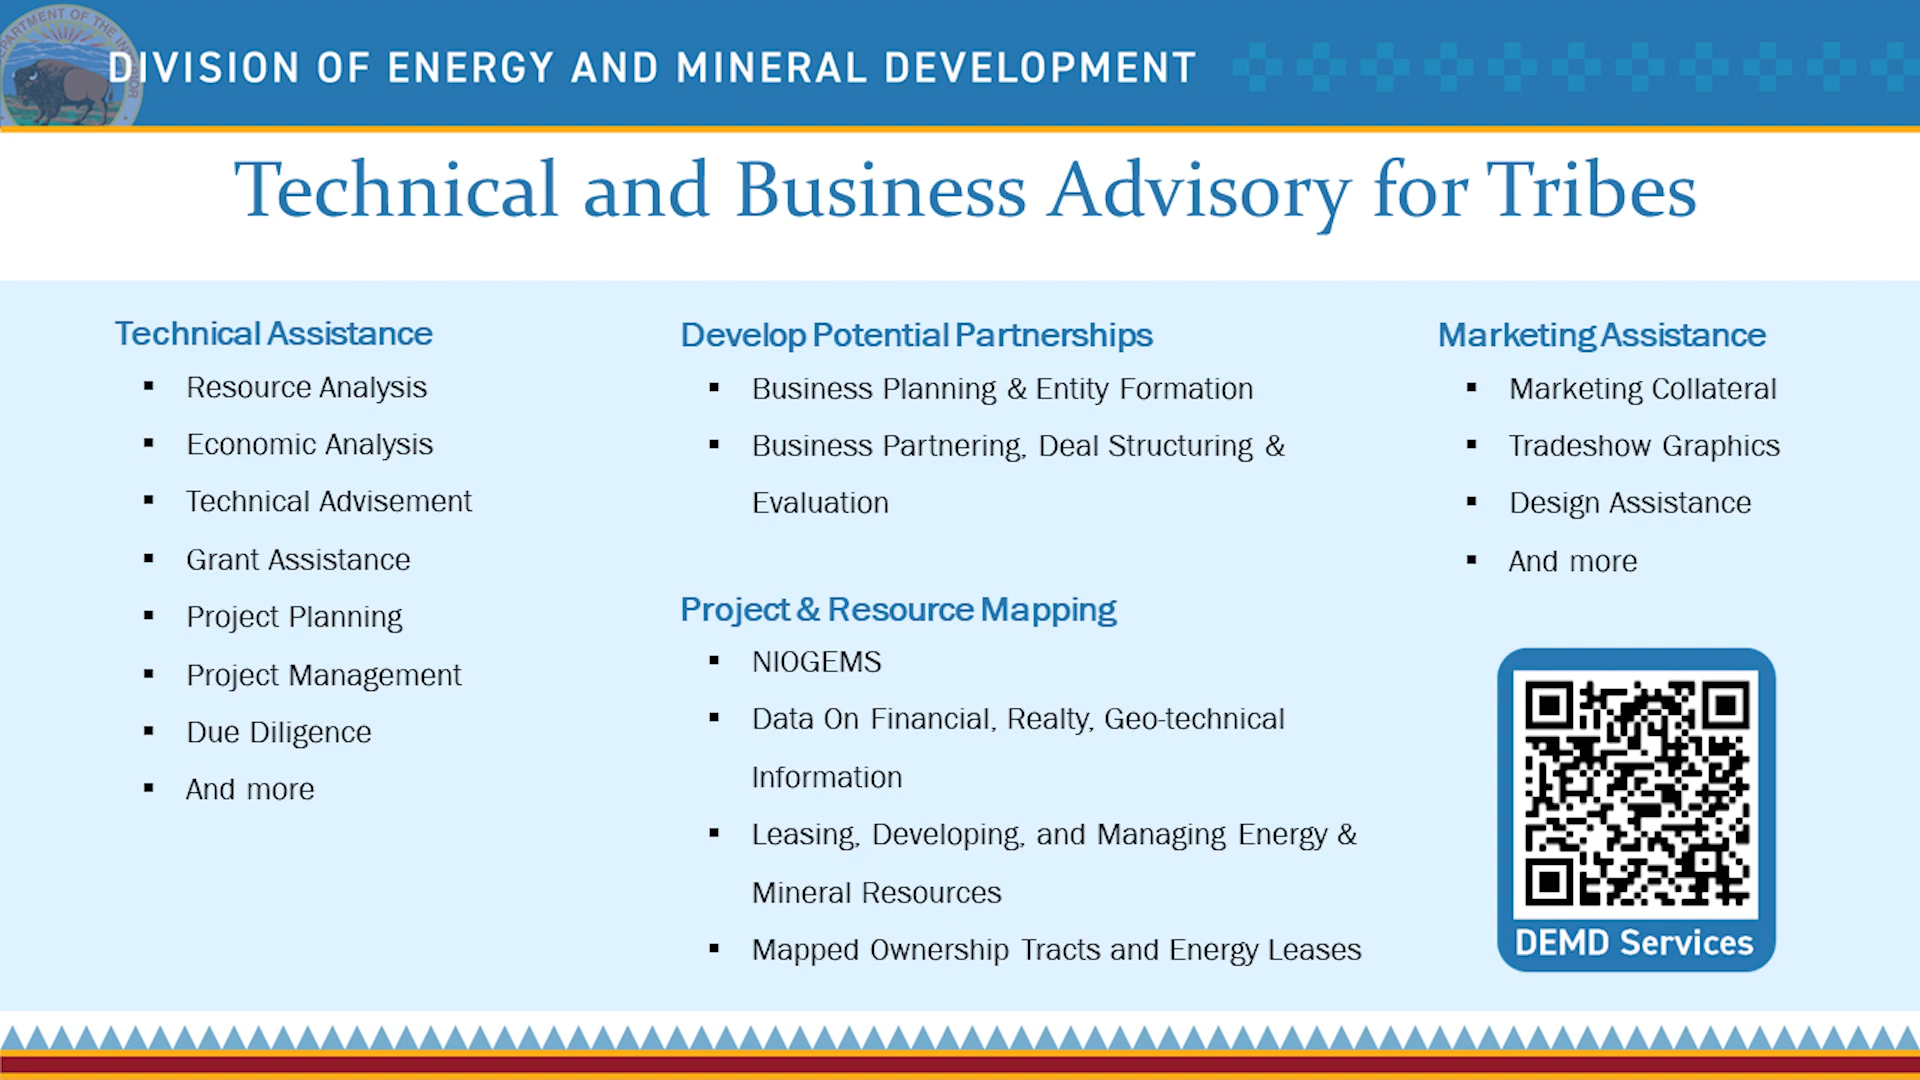 DEPARTMENT OF THE INTERIOR
DIVISION OF ENERGY AND MINERAL DEVELOPMENT
Technical and Business Advisory for Tribes
Technical Assistance
▪ Resource Analysis
▪ Economic Analysis
▪ Technical Advisement
▪ Grant Assistance
▪ Project Planning
▪ Project Management
▪ Due Diligence
▪ And more
Develop Potential Partnerships
▪ Business Planning & Entity Formation
▪ Business Partnering, Deal Structuring &
Evaluation
Project & Resource Mapping
▪ NIOGEMS
▪ Data On Financial, Realty, Geo-technical
Information
▪ Leasing, Developing, and Managing Energy &
Mineral Resources
▪ Mapped Ownership Tracts and Energy Leases
Marketing Assistance
▪ Marketing Collateral
▪ Tradeshow Graphics
▪ Design Assistance
▪ And more
DEMD Services